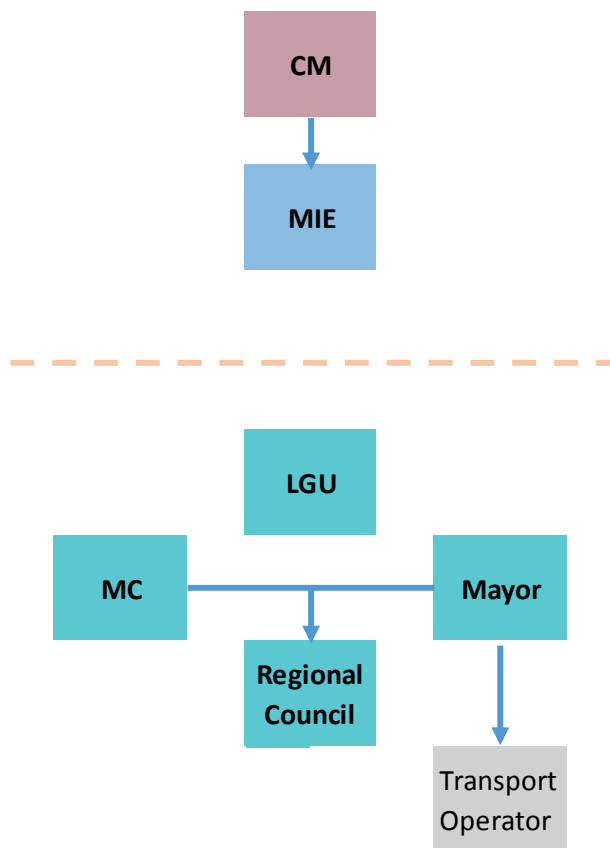 CM
MIE
LGU
MC
Mayor
Regional
Council
Transport
Operator